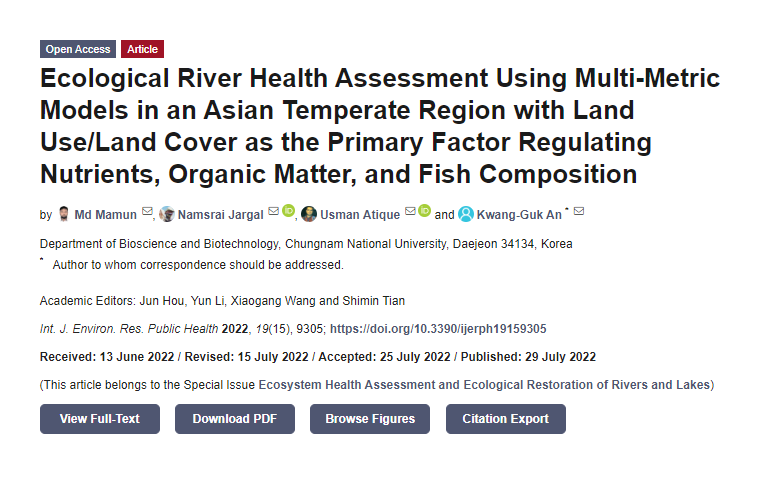 Open Access Article
Ecological River Health Assessment Using Multi-Metric
Models in an Asian Temperate Region with Land
Use/Land Cover as the Primary Factor Regulating
Nutrients, Organic Matter, and Fish Composition
by Md Mamun, Namsrai Jargal iD, Usman Atique iD and Kwang-Guk An *
Department of Bioscience and Biotechnology, Chungnam National University, Daejeon 34134, Korea
* Author to whom correspondence should be addressed.
Academic Editors: Jun Hou, Yun Li, Xiaogang Wang and Shimin Tian
Int. J. Environ. Res. Public Health 2022, 19(15), 9305; https://doi.org/10.3390/ijerph19159305
Received: 13 June 2022 / Revised: 15 July 2022 / Accepted: 25 July 2022 / Published: 29 July 2022
(This article belongs to the Special Issue Ecosystem Health Assessment and Ecological Restoration of Rivers and Lakes)
View Full-Text Download PDF Browse Figures Citation Export